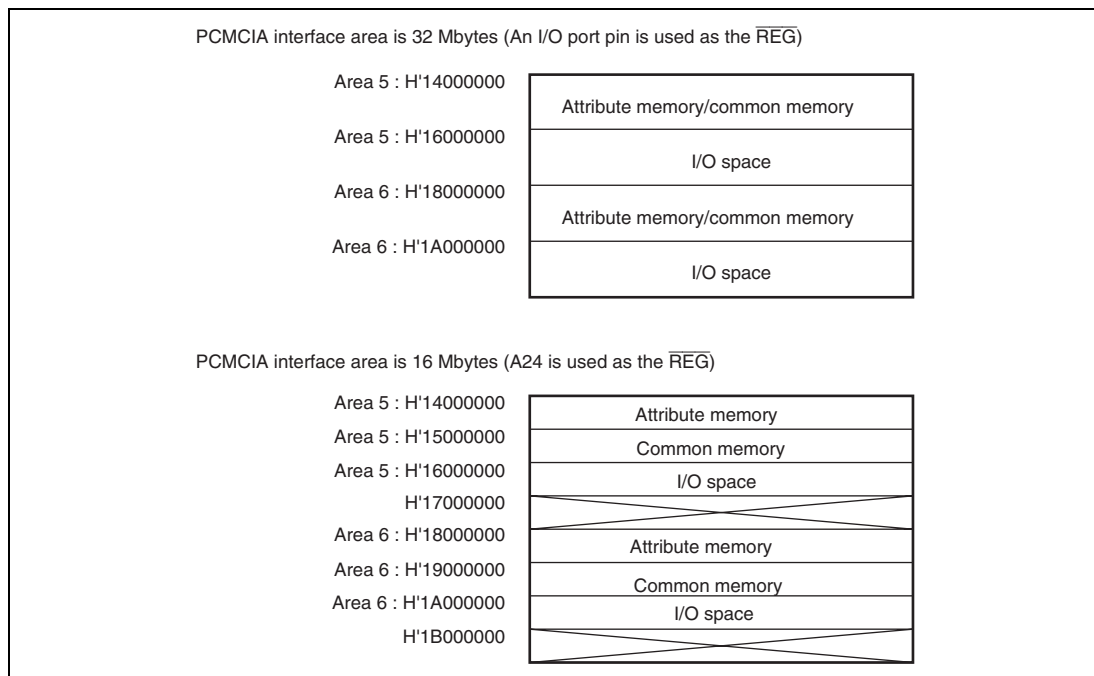 PCMCIA interface area is 32 Mbytes (An I/O port pin is used as the R̅E̅G̅)
Area 5 : H'14000000
Attribute memory/common memory
Area 5 : H'16000000
I/O space
Area 6 : H'18000000
Attribute memory/common memory
Area 6 : H'1A000000
I/O space
PCMCIA interface area is 16 Mbytes (A24 is used as the R̅E̅G̅)
Area 5 : H'14000000
Attribute memory
Area 5 : H'15000000
Common memory
Area 5 : H'16000000
I/O space
H'17000000
Area 6 : H'18000000
Attribute memory
Area 6 : H'19000000
Common memory
Area 6 : H'1A000000
I/O space
H'1B000000